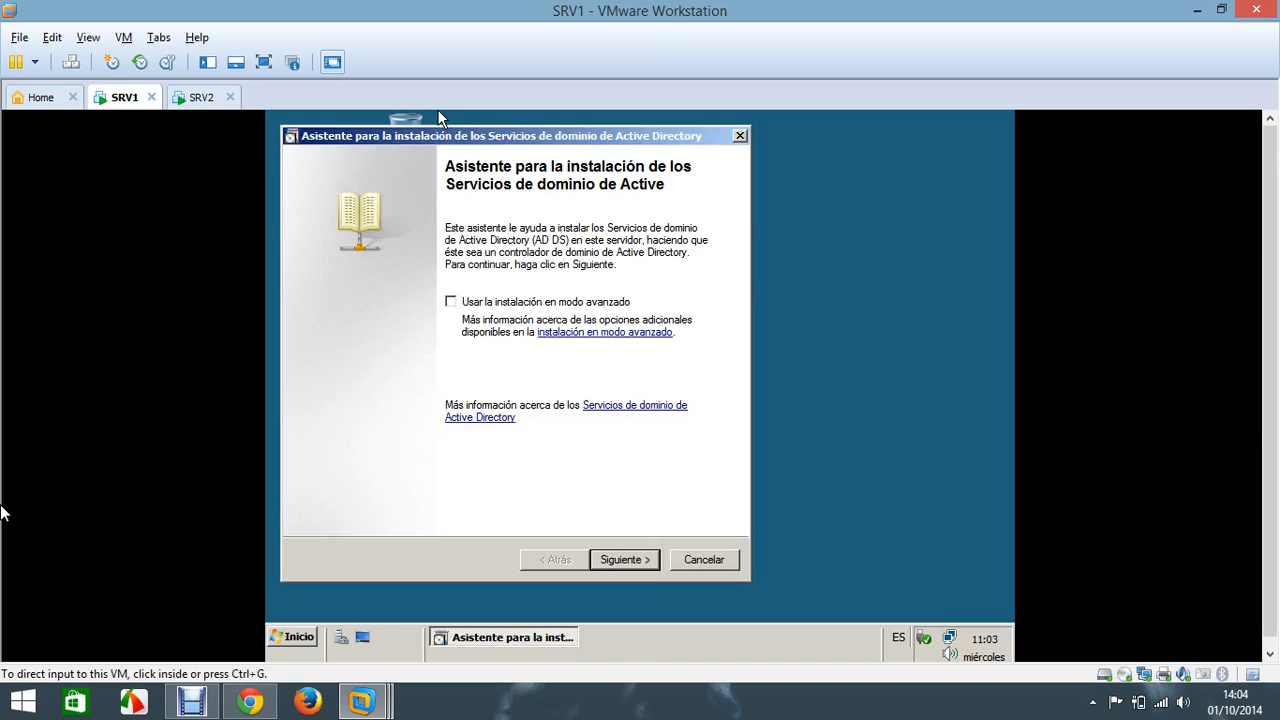 SRV1 - VMware Workstation
File Edit View VM Tabs Help
Home SRV1 SRV2
Asistente para la instalación de los Servicios de dominio de Active Directory
Asistente para la instalación de los
Servicios de dominio de Active
Este asistente le ayuda a instalar los Servicios de dominio
de Active Directory (AD DS) en este servidor, haciendo que
éste sea un controlador de dominio de Active Directory.
Para continuar, haga clic en Siguiente.
Usar la instalación en modo avanzado
Más información acerca de las opciones adicionales
disponibles en la instalación en modo avanzado.
Más información acerca de los Servicios de dominio de
Active Directory
< Atrás Siguiente > Cancelar
Inicio Asistente para la inst... ES 11:03
miércoles
To direct input to this VM, click inside or press Ctrl+G.
14:04
01/10/2014